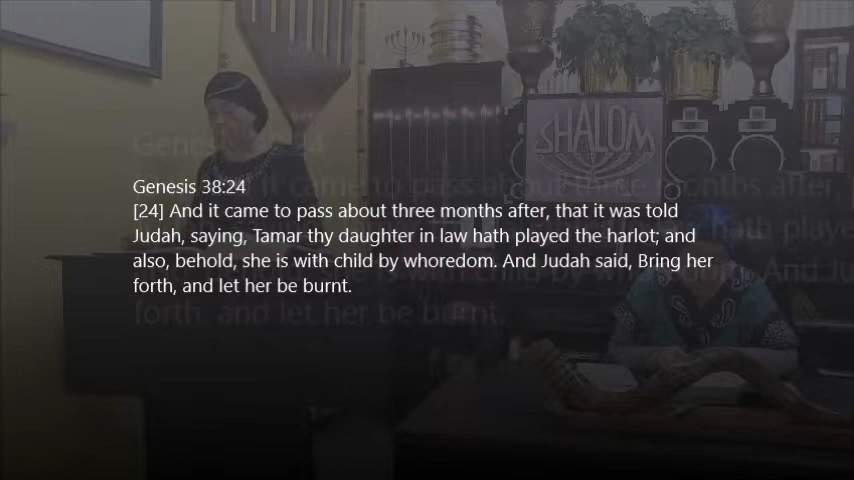 SHALOM
Genesis 38:24
[24] And it came to pass about three months after, that it was told
Judah, saying, Tamar thy daughter in law hath played the harlot; and
also, behold, she is with child by whoredom. And Judah said, Bring her
forth, and let her be burnt.